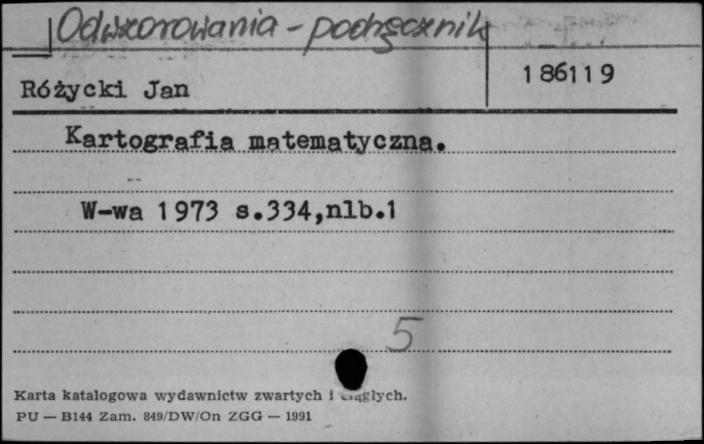 Odwzorowania - podręcznik
Różycki Jan
186119
Kartografia matematyczna.
W-wa 1973 s.334,nlb.1
5
Karta katalogowa wydawnictw zwartych i ciągłych.
PU — B144 Zam. 849/DW/On ZGG — 1991